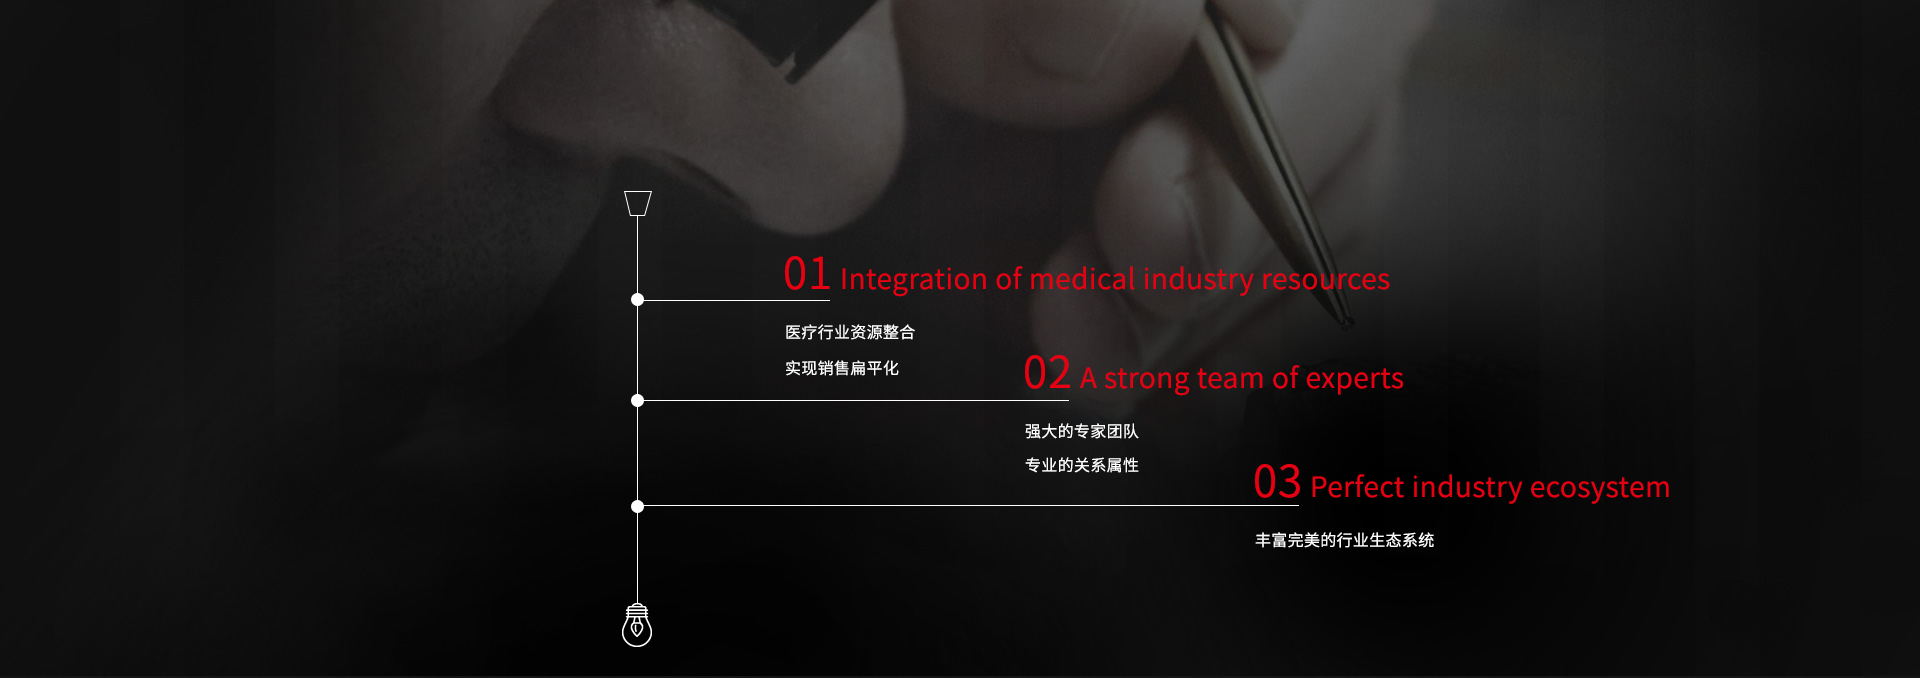 01 Integration of medical industry resources
医疗行业资源整合
实现销售扁平化
02 A strong team of experts
强大的专家团队
专业的关系属性
03 Perfect industry ecosystem
丰富完美的行业生态系统